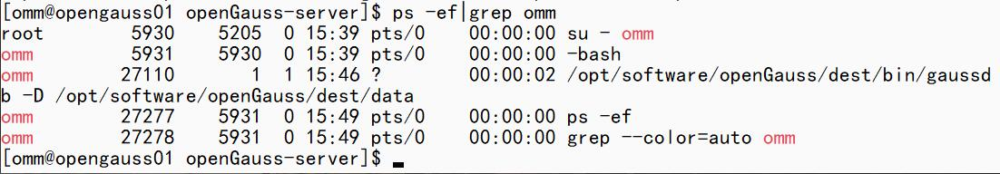 [omm@opengauss01 openGauss-server]$ ps -ef|grep omm
root        5930    5205  0 15:39 pts/0    00:00:00 su - omm
omm         5931    5930  0 15:39 pts/0    00:00:00 -bash
omm        27110       1  1 15:46 ?        00:00:02 /opt/software/openGauss/dest/bin/gaussd
b -D /opt/software/openGauss/dest/data
omm        27277    5931  0 15:49 pts/0    00:00:00 ps -ef
omm        27278    5931  0 15:49 pts/0    00:00:00 grep --color=auto omm
[omm@opengauss01 openGauss-server]$